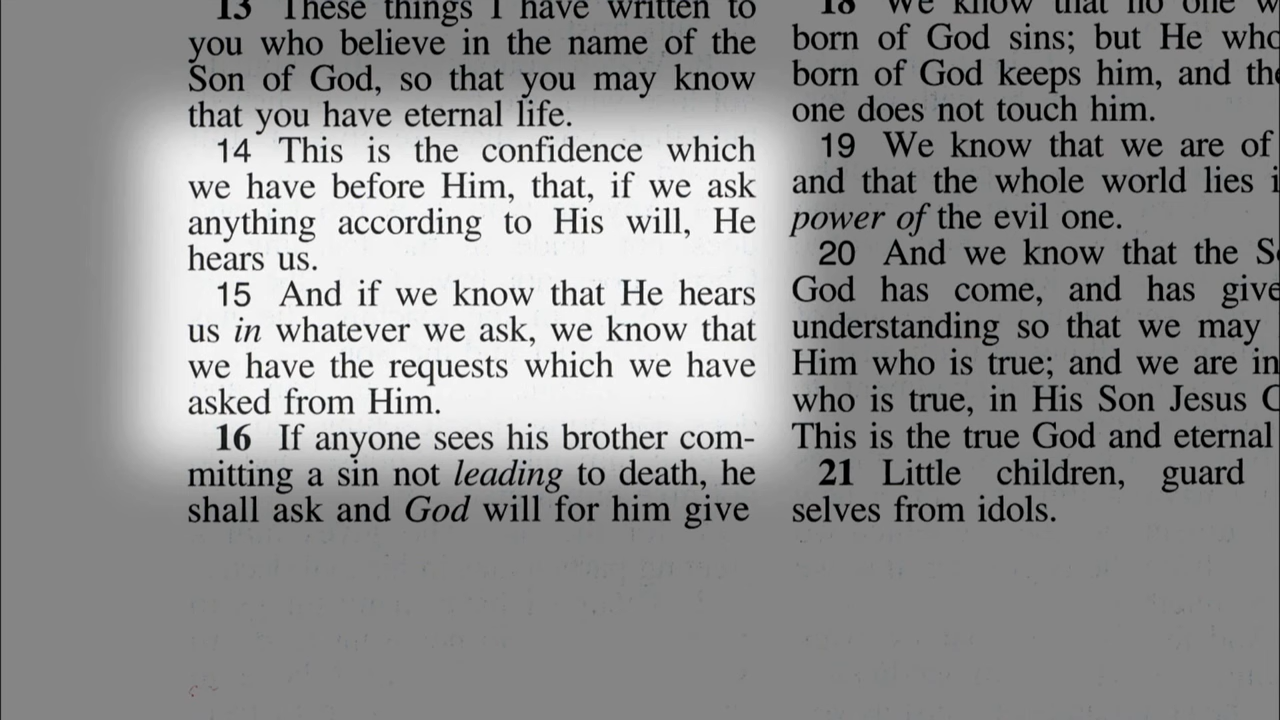 13 These things I have written to
you who believe in the name of the
Son of God, so that you may know
that you have eternal life.
14 This is the confidence which
we have before Him, that, if we ask
anything according to His will, He
hears us.
15 And if we know that He hears
us in whatever we ask, we know that
we have the requests which we have
asked from Him.
16 If anyone sees his brother com-
mitting a sin not leading to death, he
shall ask and God will for him give
18 We know that no one
born of God sins; but He
born of God keeps him, and
one does not touch him.
19 We know that we are of
and that the whole world lies
power of the evil one.
20 And we know that the
God has come, and has
understanding so that we may
Him who is true; and we are in
who is true, in His Son Jesus
This is the true God and eternal
21 Little children, guard
selves from idols.